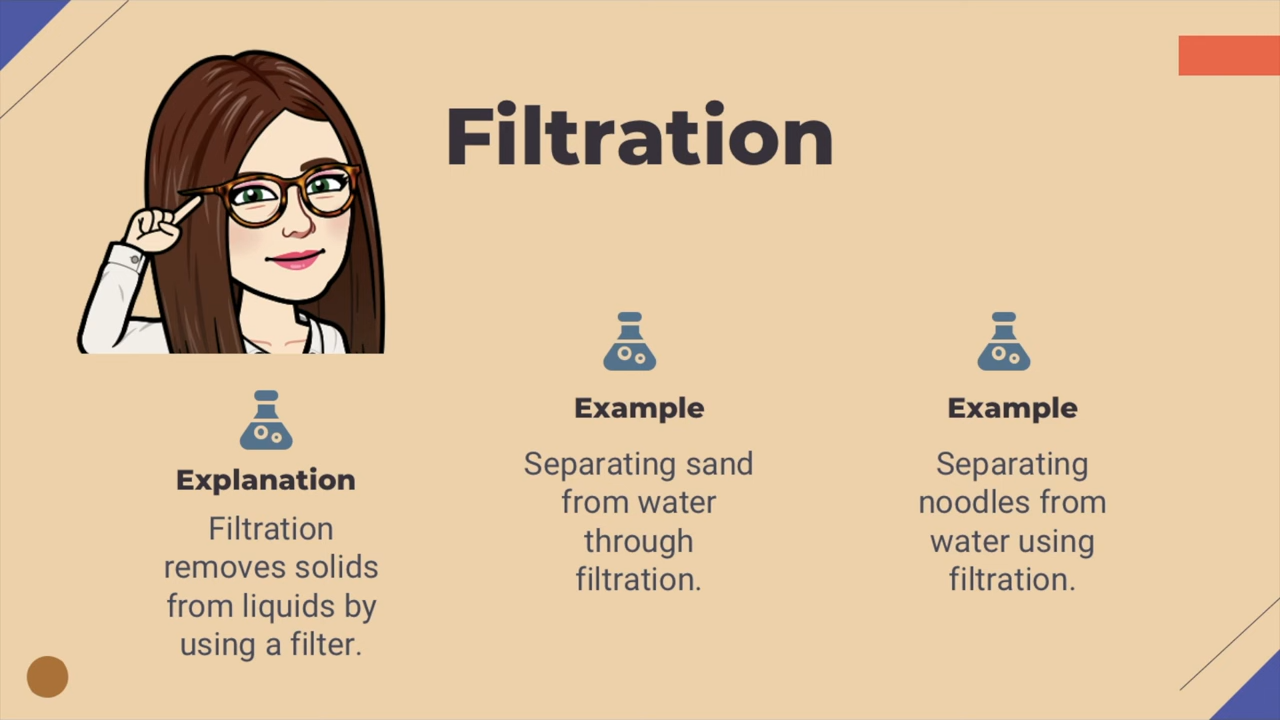 Filtration
Explanation
Filtration
removes solids
from liquids by
using a filter.
Example
Separating sand
from water
through
filtration.
Example
Separating
noodles from
water using
filtration.